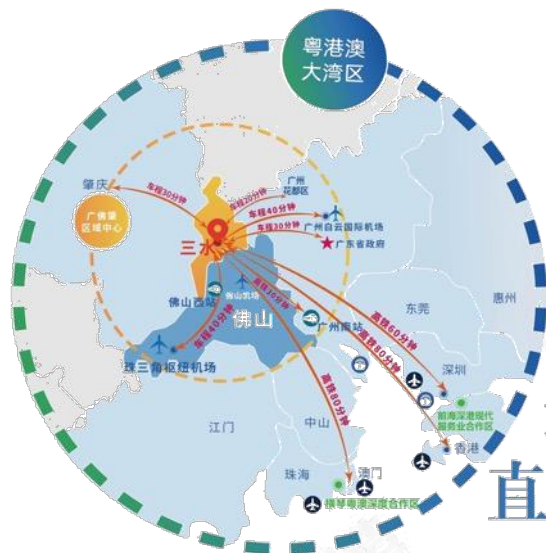 粤港澳
大湾区
肇庆
车程30分钟
车程20分钟
广州
花都区
车程40分钟
广州白云国际机场
车程30分钟
广东省政府
广佛肇
区域中心
三水区
佛山西站
佛山机场
高铁30分钟
佛山
广州南站
车程40分钟
珠三角枢纽机场
东莞
惠州
高铁60分钟
高铁80分钟
深圳
前海深港现代
服务业合作区
高铁80分钟
江门
中山
香港
珠海
澳门
横琴粤澳深度合作区
直